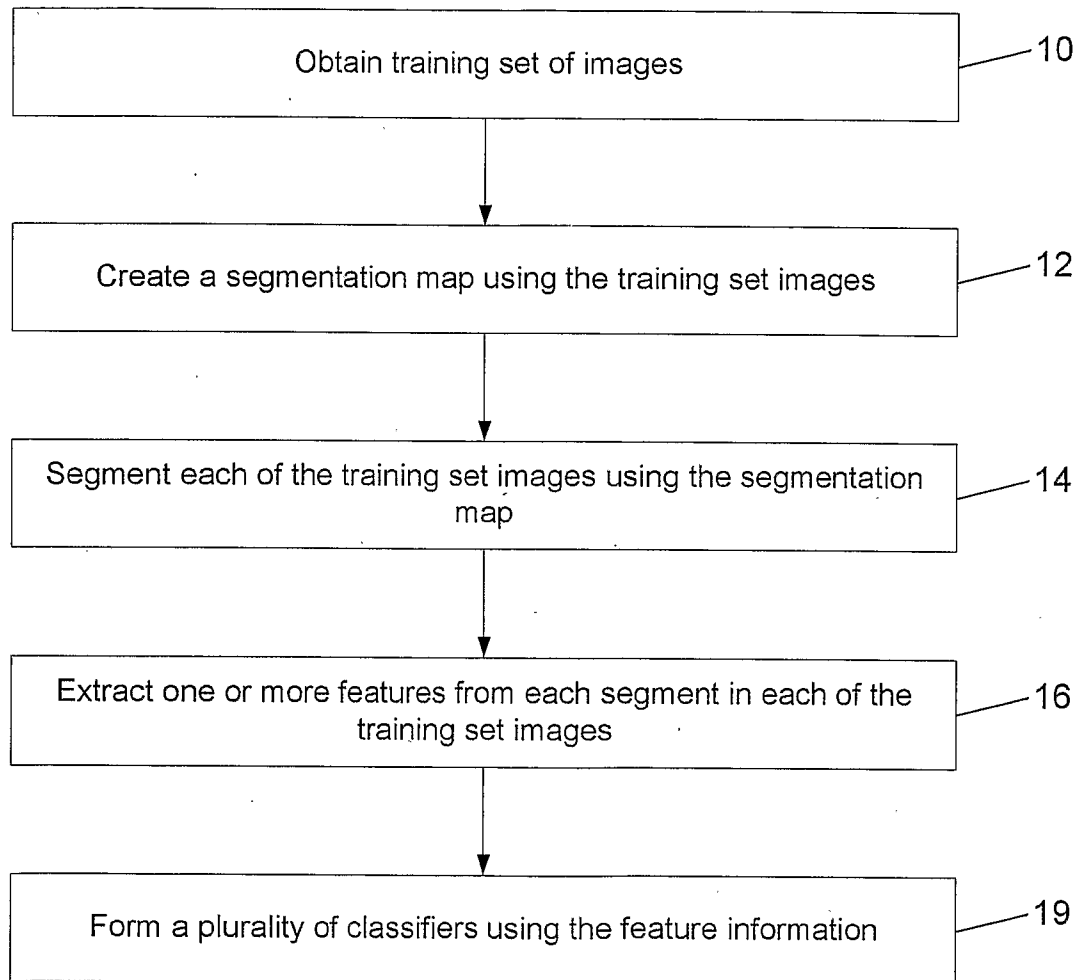 Obtain training set of images
10
Create a segmentation map using the training set images
12
Segment each of the training set images using the segmentation
map
14
Extract one or more features from each segment in each of the
training set images
16
Form a plurality of classifiers using the feature information
19